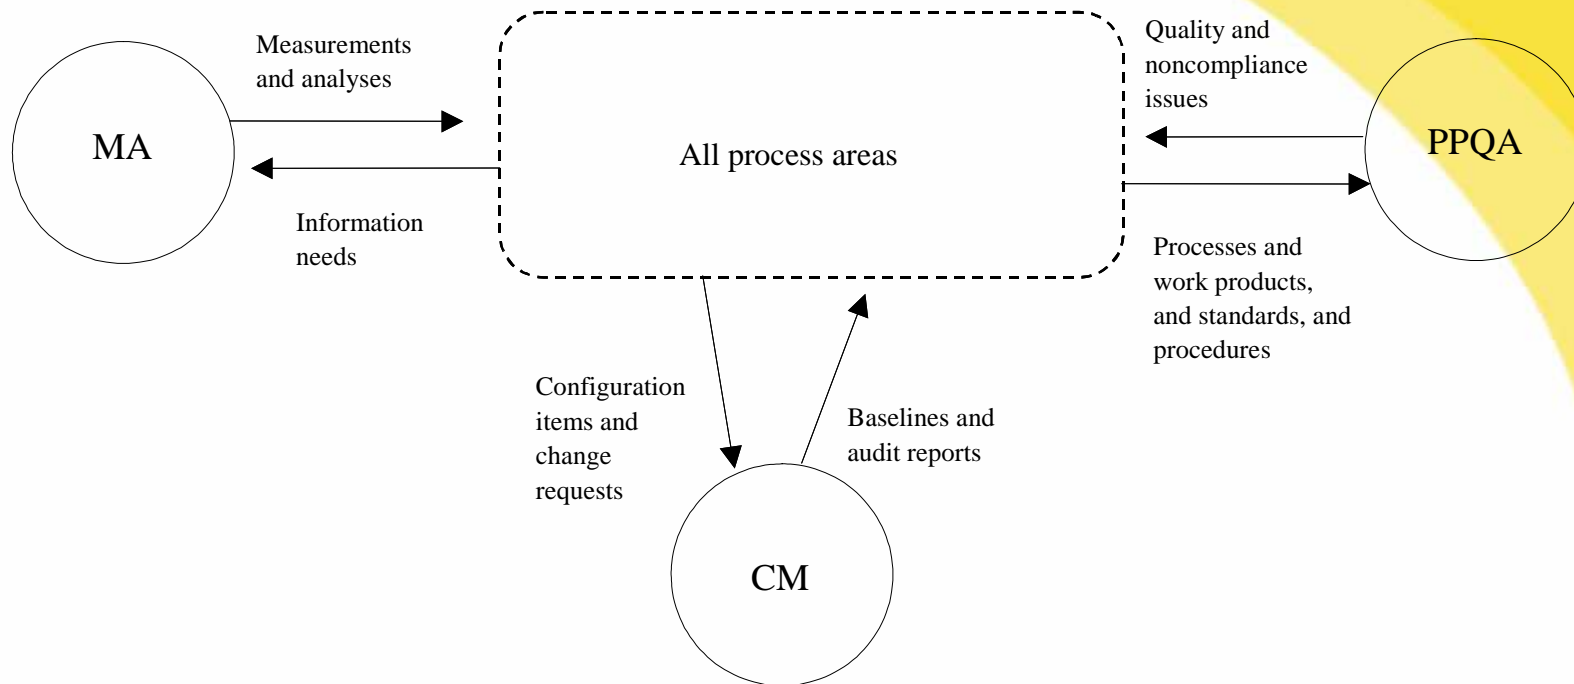 Measurements
and analyses
MA
Information
needs
All process areas
Quality and
noncompliance
issues
PPQA
Processes and
work products,
and standards, and
procedures
Configuration
items and
change
requests
Baselines and
audit reports
CM